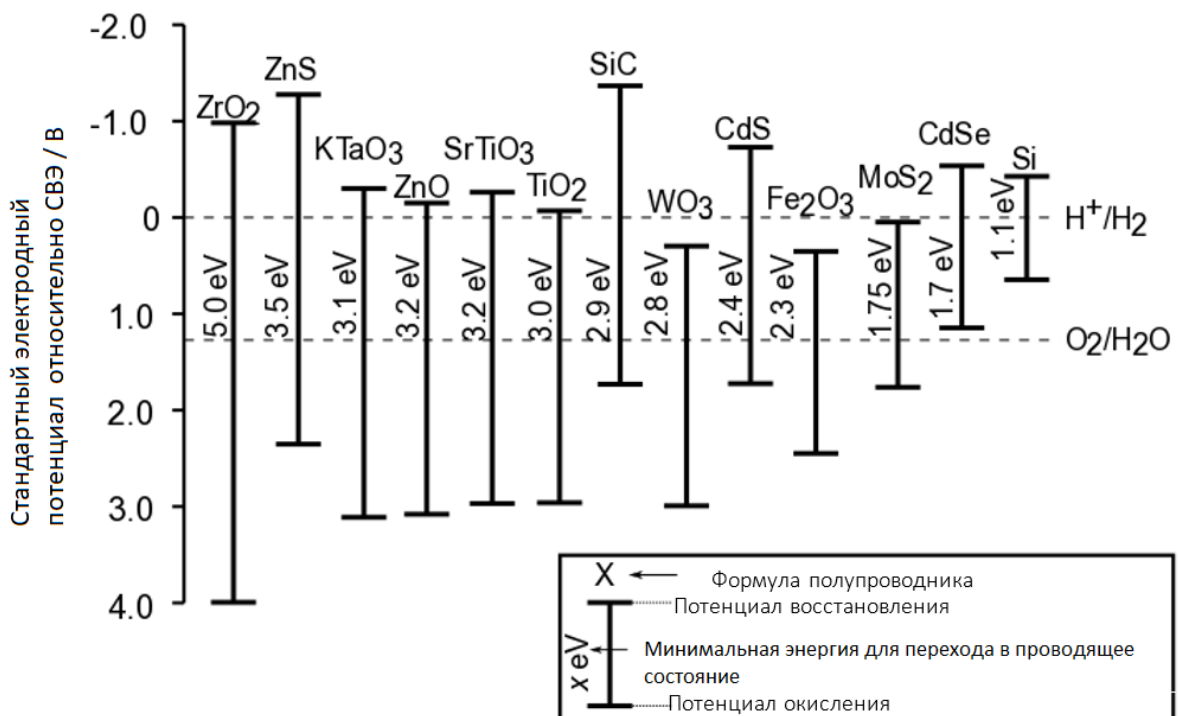 Стандартный электродный
потенциал относительно СВЭ / В
-2.0
-1.0
0
1.0
2.0
3.0
4.0
ZrO2
5.0 eV
ZnS
3.5 eV
KTaO3
3.1 eV
ZnO
3.2 eV
SrTiO3
3.2 eV
TiO2
3.0 eV
SiC
2.9 eV
WO3
2.8 eV
CdS
2.4 eV
Fe2O3
2.3 eV
MoS2
1.75 eV
CdSe
1.7 eV
Si
1.1 eV
H+/H2
O2/H2O
X
Формула полупроводника
Потенциал восстановления
x eV
Минимальная энергия для перехода в проводящее
состояние
Потенциал окисления